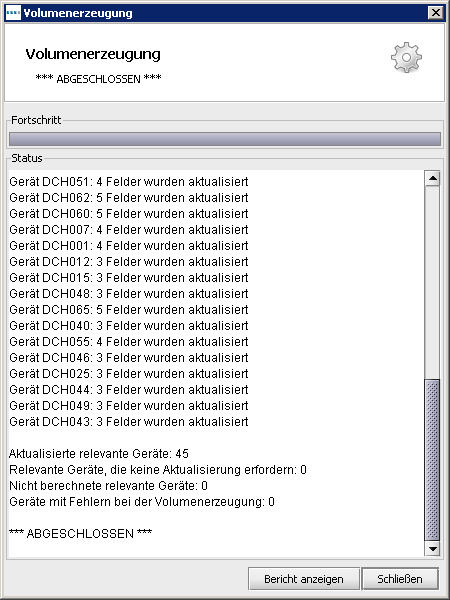 Volumenerzeugung
Volumenerzeugung
*** ABGESCHLOSSEN ***
Fortschritt
Status
Gerät DCH051: 4 Felder wurden aktualisiert
Gerät DCH062: 5 Felder wurden aktualisiert
Gerät DCH060: 5 Felder wurden aktualisiert
Gerät DCH007: 4 Felder wurden aktualisiert
Gerät DCH001: 4 Felder wurden aktualisiert
Gerät DCH012: 3 Felder wurden aktualisiert
Gerät DCH015: 3 Felder wurden aktualisiert
Gerät DCH048: 3 Felder wurden aktualisiert
Gerät DCH065: 5 Felder wurden aktualisiert
Gerät DCH040: 3 Felder wurden aktualisiert
Gerät DCH055: 4 Felder wurden aktualisiert
Gerät DCH046: 3 Felder wurden aktualisiert
Gerät DCH025: 3 Felder wurden aktualisiert
Gerät DCH044: 3 Felder wurden aktualisiert
Gerät DCH049: 3 Felder wurden aktualisiert
Gerät DCH043: 3 Felder wurden aktualisiert
Aktualisierte relevante Geräte: 45
Relevante Geräte, die keine Aktualisierung erfordern: 0
Nicht berechnete relevante Geräte: 0
Geräte mit Fehlern bei der Volumenerzeugung: 0
*** ABGESCHLOSSEN ***
Bericht anzeigen
Schließen